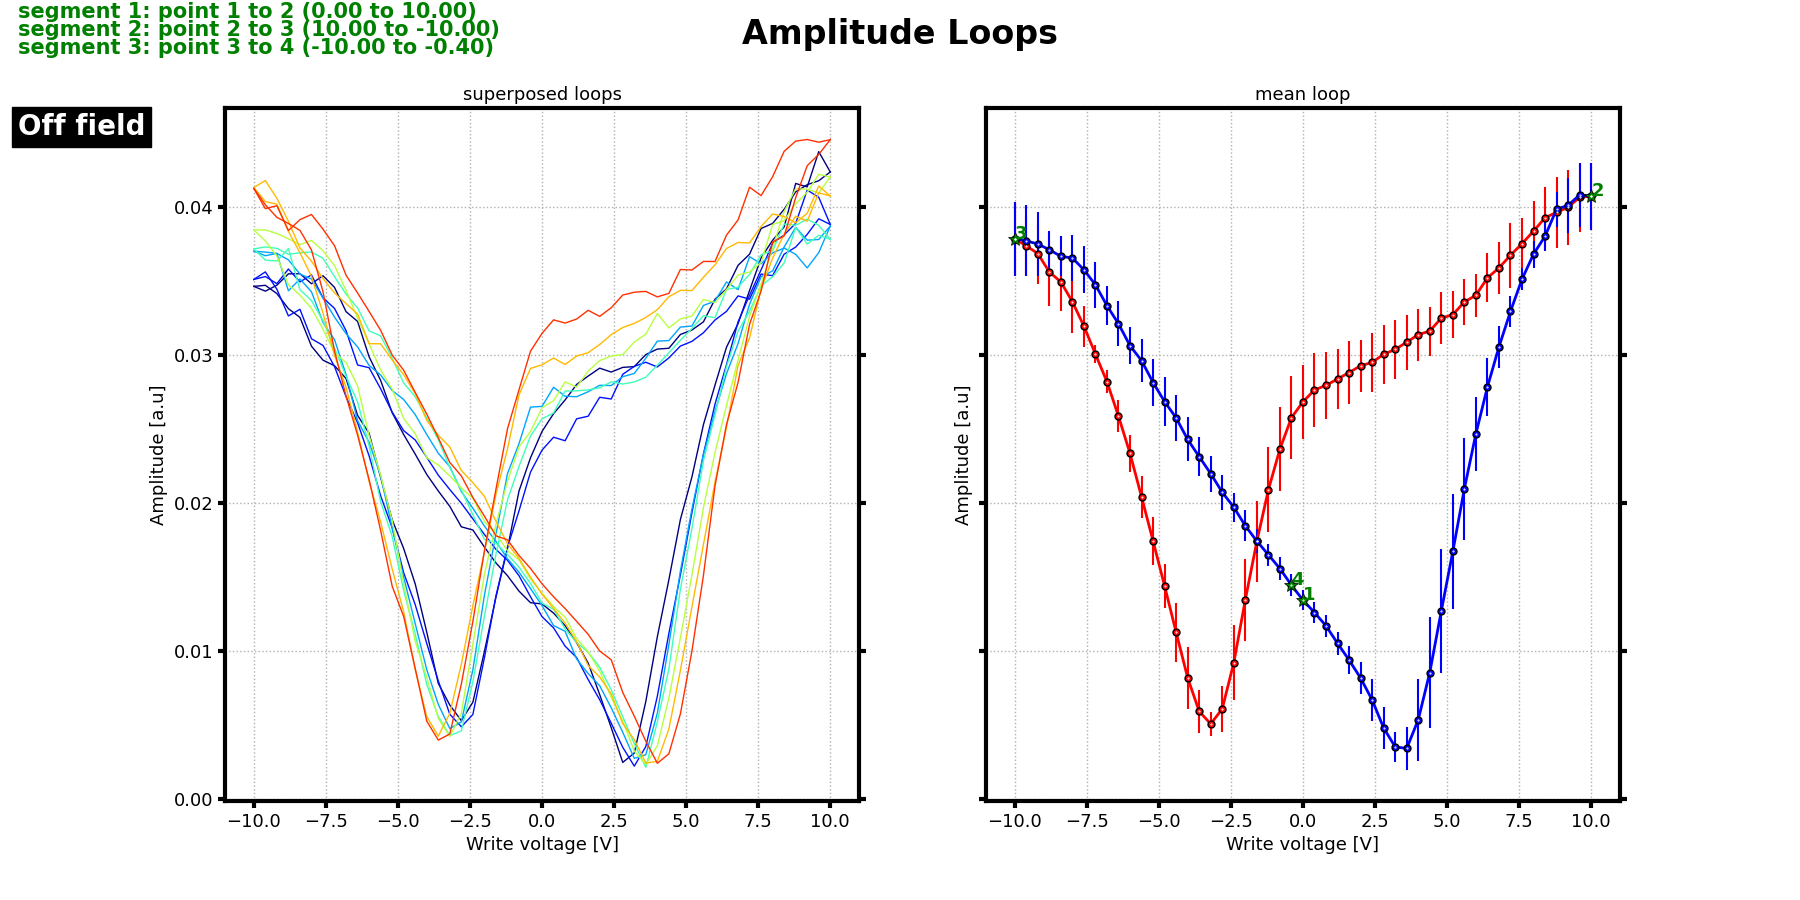 segment 1: point 1 to 2 (0.00 to 10.00)
segment 2: point 2 to 3 (10.00 to -10.00)
segment 3: point 3 to 4 (-10.00 to -0.40)
Amplitude Loops
Off field
superposed loops
0.04
0.03
0.02
0.01
0.00
Amplitude [a.u]
−10.0 −7.5 −5.0 −2.5 0.0 2.5 5.0 7.5 10.0
Write voltage [V]
mean loop
2
3
4
1
Amplitude [a.u]
−10.0 −7.5 −5.0 −2.5 0.0 2.5 5.0 7.5 10.0
Write voltage [V]